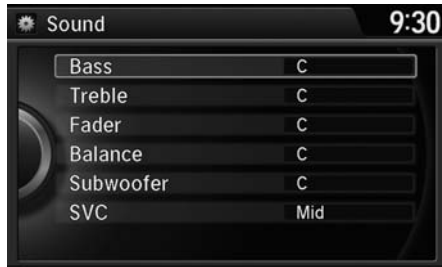 Sound 9:30
Bass C
Treble C
Fader C
Balance C
Subwoofer C
SVC Mid